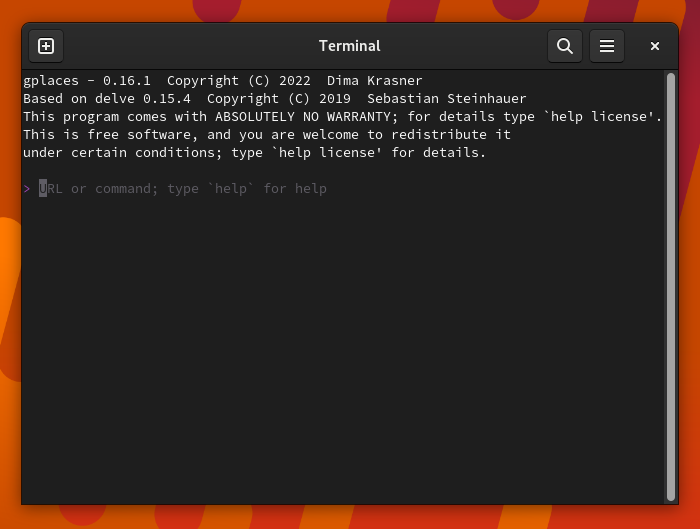 Terminal
gplaces - 0.16.1  Copyright (C) 2022  Dima Krasner
Based on delve 0.15.4  Copyright (C) 2019  Sebastian Steinhauer
This program comes with ABSOLUTELY NO WARRANTY; for details type `help license'.
This is free software, and you are welcome to redistribute it
under certain conditions; type `help license' for details.
> URL or command; type `help` for help